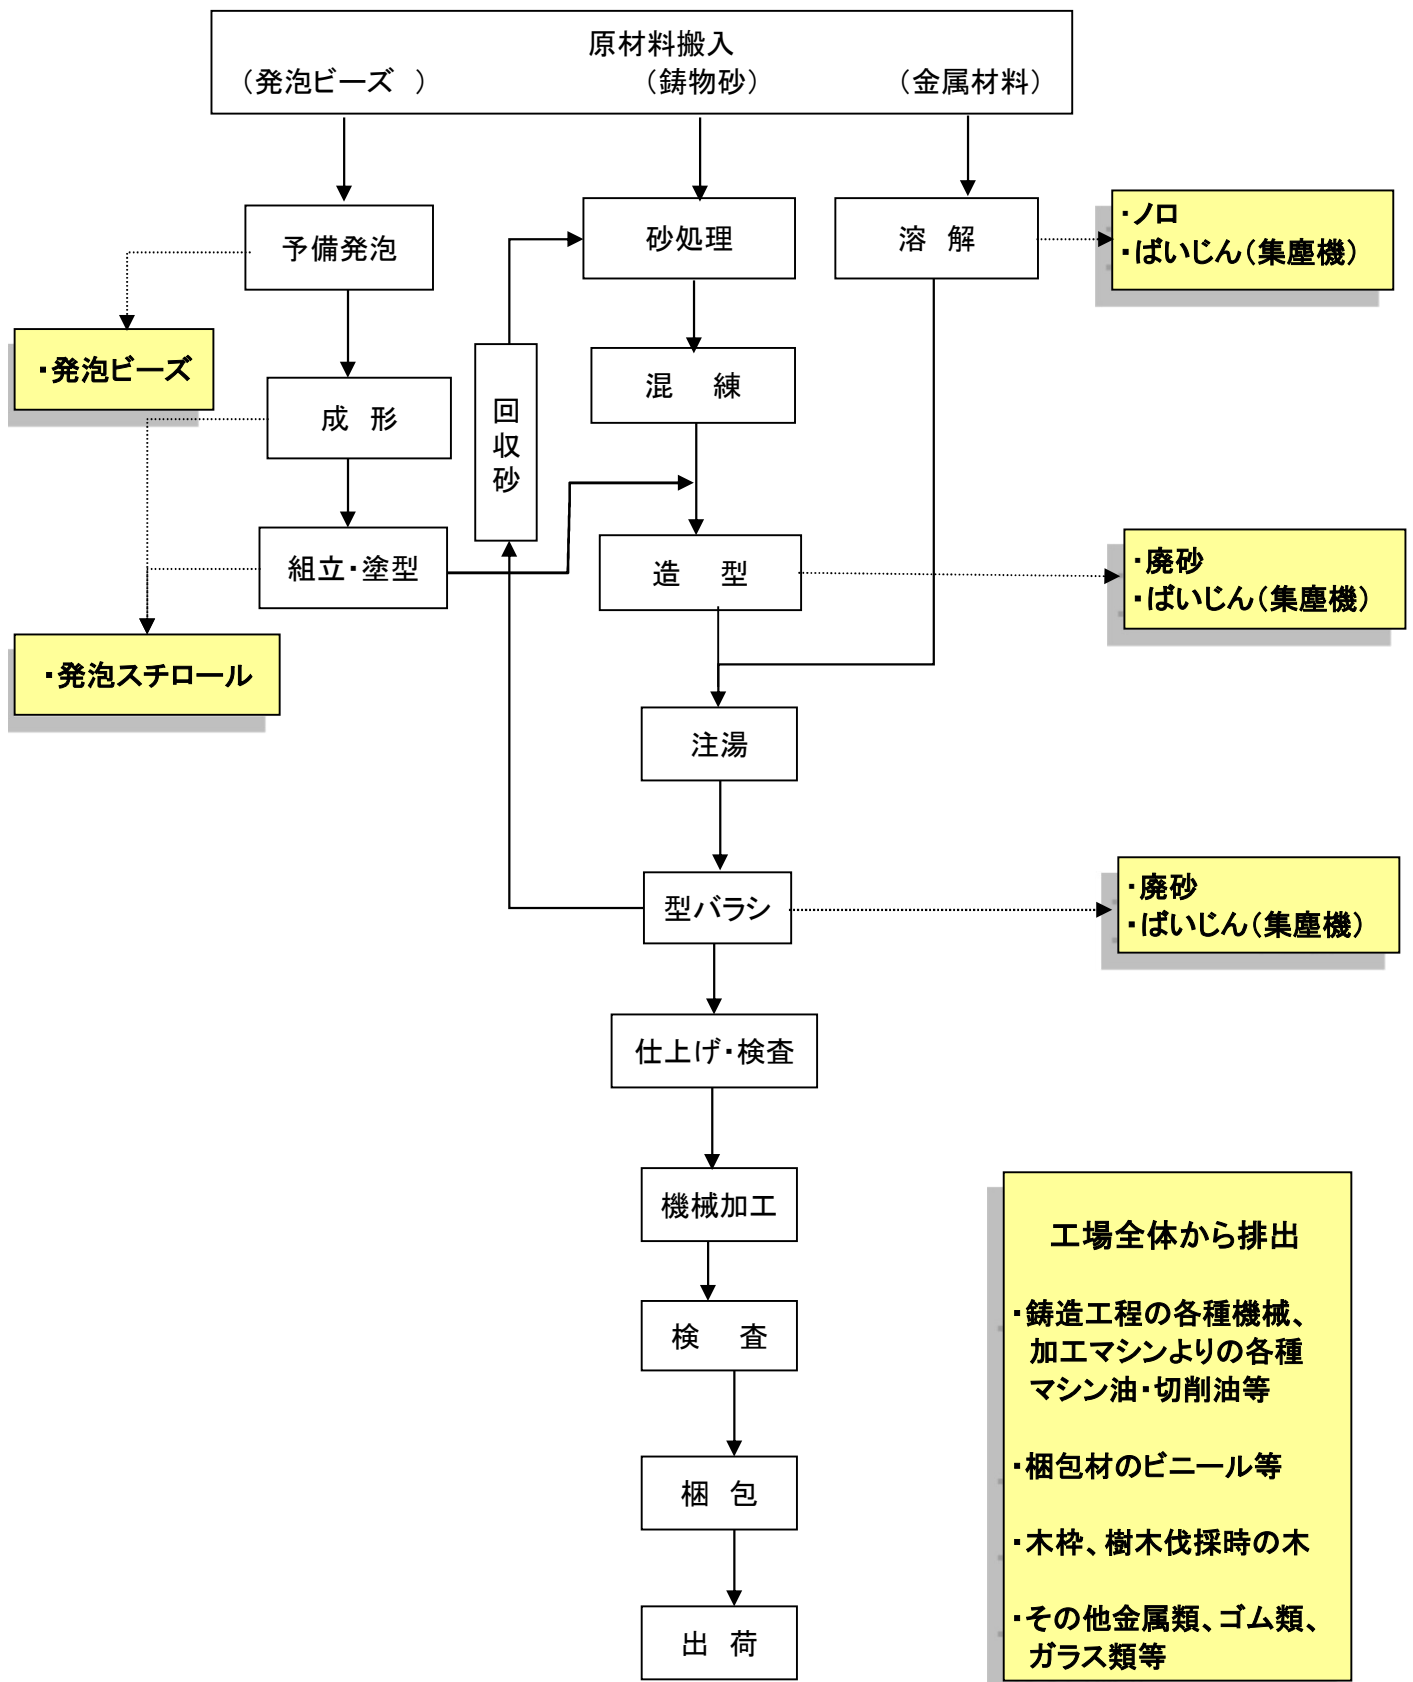 原材料搬入
（発泡ビーズ　）　（鋳物砂）　（金属材料）
予備発泡
砂処理
溶　解
・ノロ
・ばいじん（集塵機）
・発泡ビーズ
成　形
回収砂
混　練
組立・塗型
造　型
・廃砂
・ばいじん（集塵機）
・発泡スチロール
注湯
型バラシ
・廃砂
・ばいじん（集塵機）
仕上げ・検査
機械加工
検　査
梱　包
出　荷
工場全体から排出
・鋳造工程の各種機械、
加工マシンよりの各種
マシン油・切削油等
・梱包材のビニール等
・木枠、樹木伐採時の木
・その他金属類、ゴム類、
ガラス類等